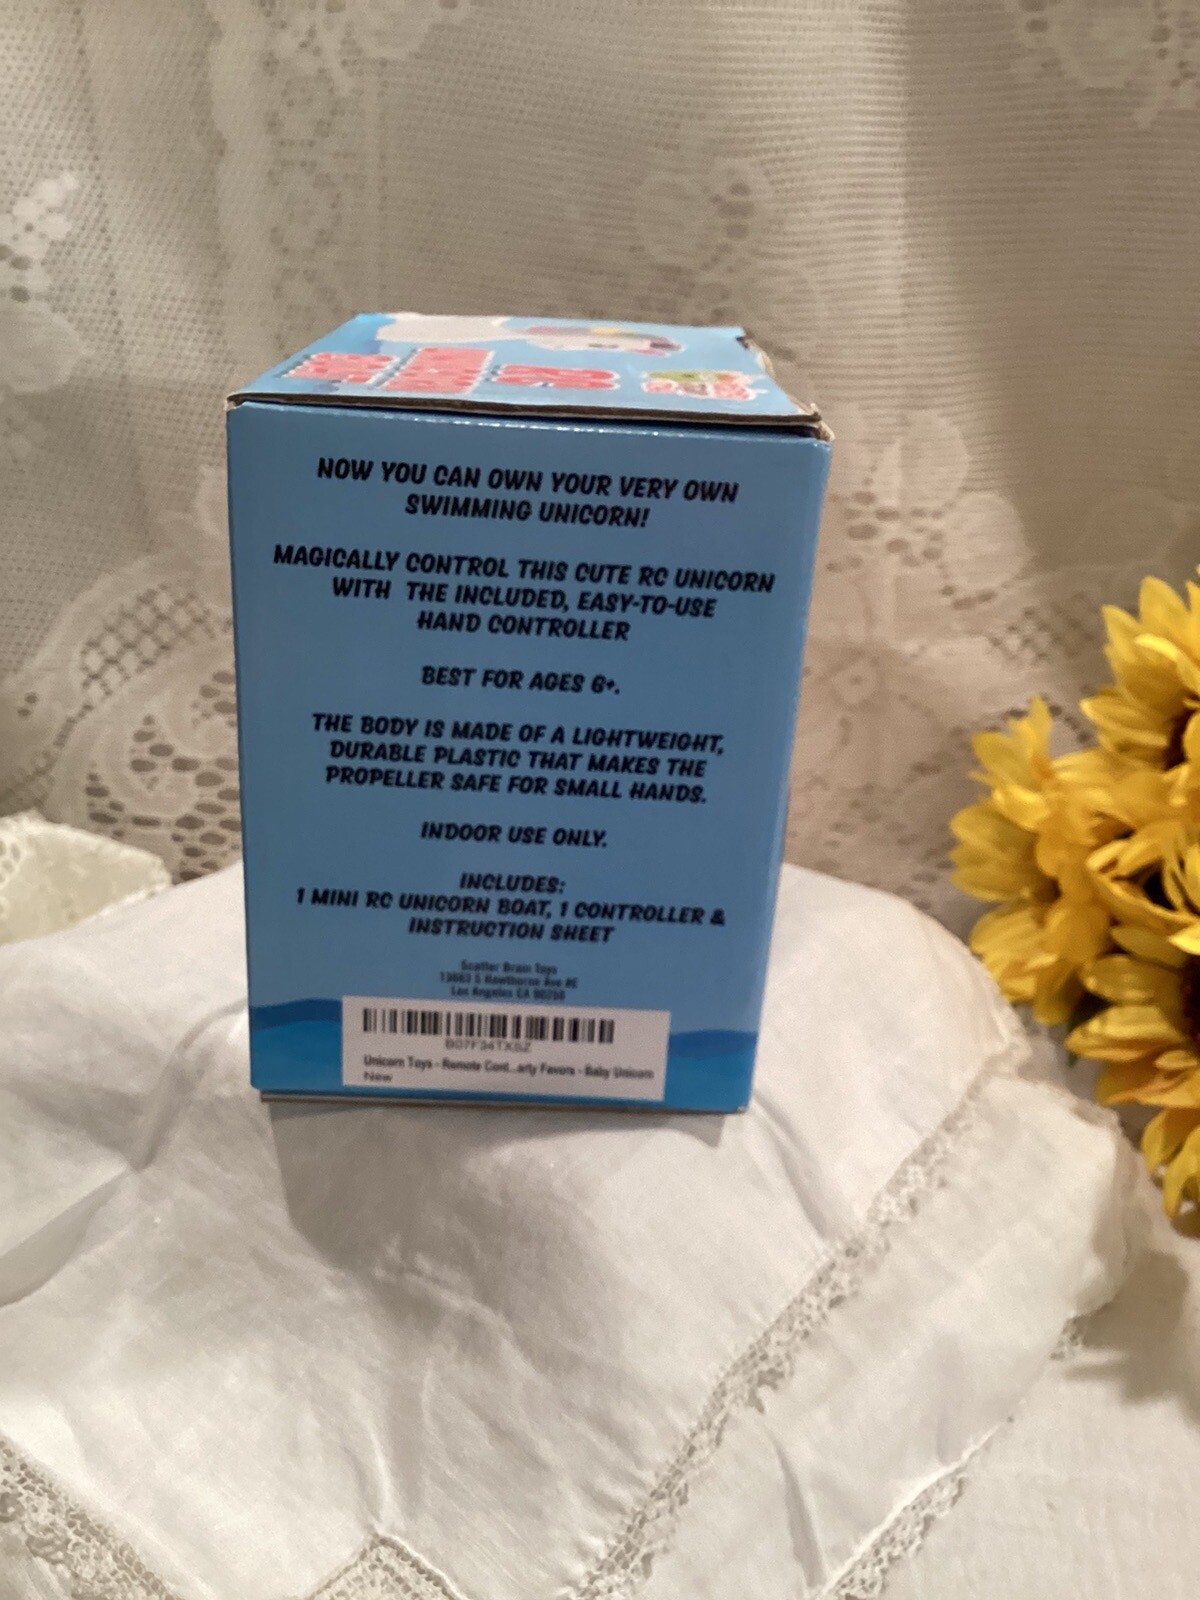 NOW YOU CAN OWN YOUR VERY OWN
SWIMMING UNICORN!
MAGICALLY CONTROL THIS CUTE RC UNICORN
WITH THE INCLUDED, EASY-TO-USE
HAND CONTROLLER
BEST FOR AGES 6+.
THE BODY IS MADE OF A LIGHTWEIGHT,
DURABLE PLASTIC THAT MAKES THE
PROPELLER SAFE FOR SMALL HANDS.
INDOOR USE ONLY.
INCLUDES:
1 MINI RC UNICORN BOAT, 1 CONTROLLER &
INSTRUCTION SHEET
Scatter Brain Toys
S Hawthorne Ave
Los Angeles CA 90250
B07F34TXSZ
Unicorn Toys - Remote Cont...arty Favors - Baby Unicorn
New